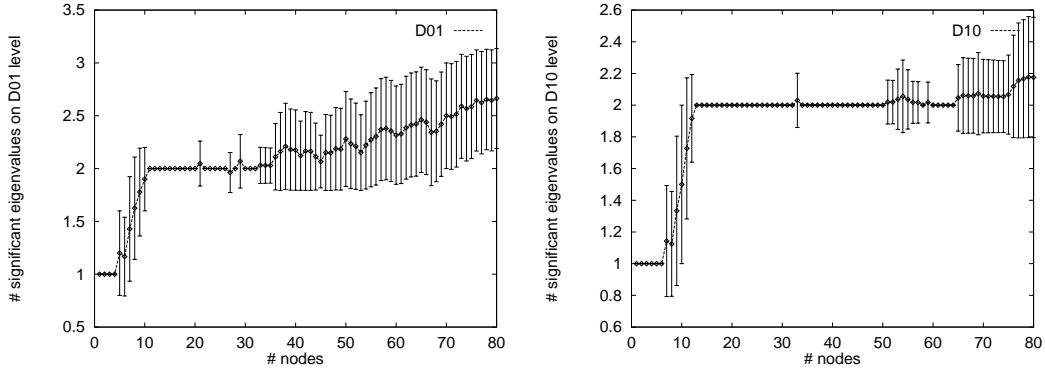 # significant eigenvalues on D01 level
3.5
3
2.5
2
1.5
1
0.5
0 10 20 30 40 50 60 70 80
# nodes
D01
# significant eigenvalues on D10 level
2.6
2.4
2.2
2
1.8
1.6
1.4
1.2
1
0.8
0.6
0 10 20 30 40 50 60 70 80
# nodes
D10